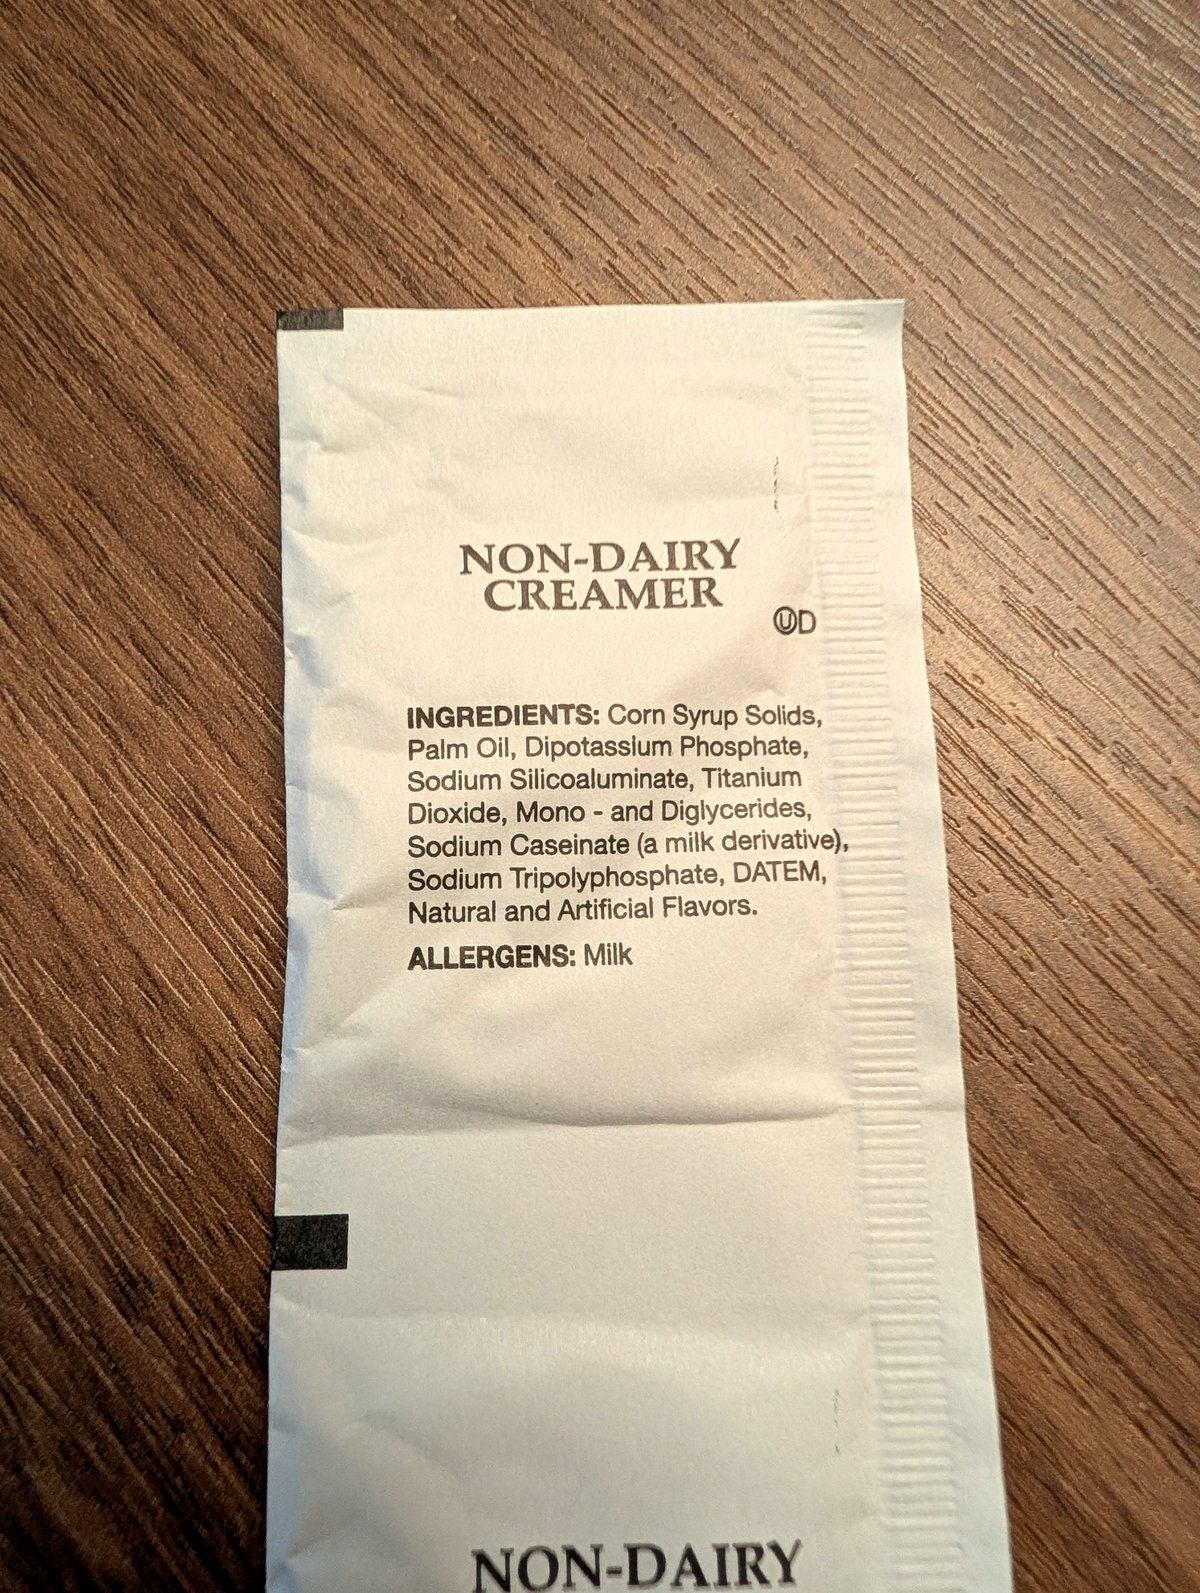 NON-DAIRY
CREAMER
ⓊD
INGREDIENTS: Corn Syrup Solids,
Palm Oil, Dipotassium Phosphate,
Sodium Silicoaluminate, Titanium
Dioxide, Mono - and Diglycerides,
Sodium Caseinate (a milk derivative),
Sodium Tripolyphosphate, DATEM,
Natural and Artificial Flavors.
ALLERGENS: Milk
NON-DAIRY